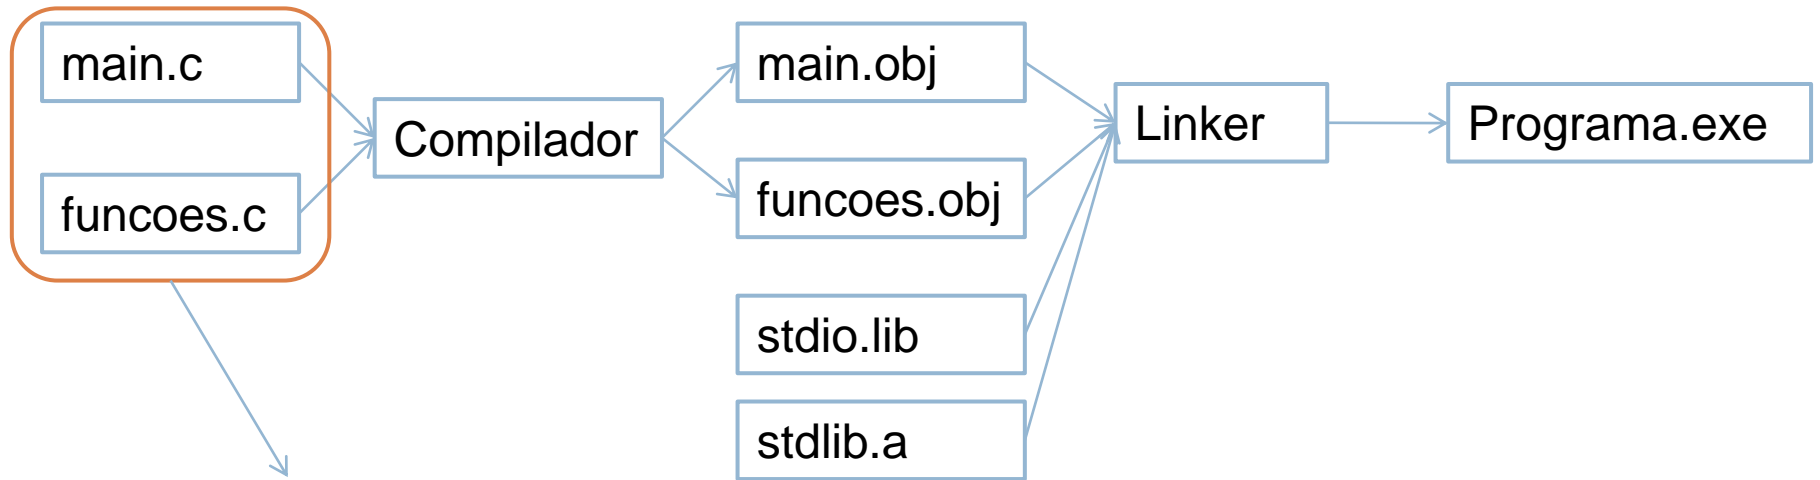 main.c
funcoes.c
Compilador
main.obj
funcoes.obj
stdio.lib
stdlib.a
Linker
Programa.exe